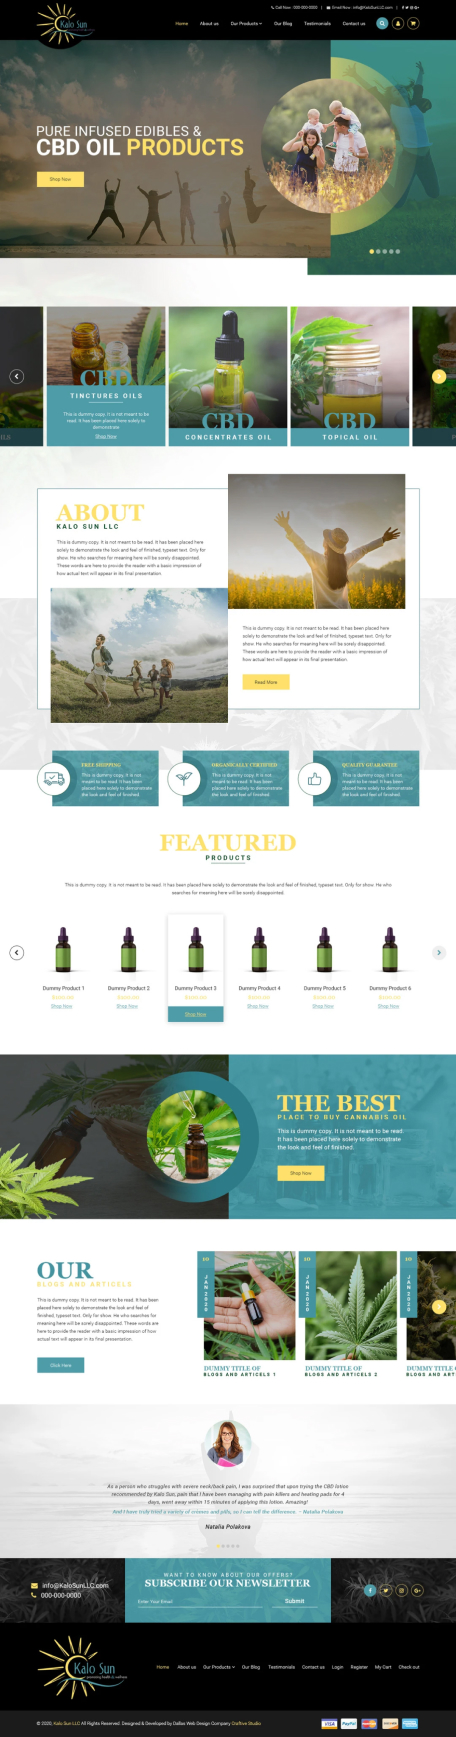 Call Now : 000-000-0000 | Email Now : info@KaloSunLLC.com |
Kalo Sun
Home About us Our Products Our Blog Testimonials Contact us
PURE INFUSED EDIBLES &
CBD OIL PRODUCTS
Shop Now
CBD
TINCTURES OILS
This is dummy copy. It is not meant to be
read. It has been placed here solely to
demonstrate
Shop Now
CBD
CONCENTRATES OIL
CBD
TOPICAL OIL
ABOUT
KALO SUN LLC
This is dummy copy. It is not meant to be read. It has been placed here
solely to demonstrate the look and feel of finished, typeset text. Only for
show. He who searches for meaning here will be sorely disappointed.
These words are here to provide the reader with a basic impression of
how actual text will appear in its final presentation.
This is dummy copy. It is not meant to be read. It has been placed here
solely to demonstrate the look and feel of finished, typeset text. Only for
show. He who searches for meaning here will be sorely disappointed.
These words are here to provide the reader with a basic impression of
how actual text will appear in its final presentation.
Read More
FREE SHIPPING
This is dummy copy. It is not
meant to be read. It has been
placed here solely to demonstrate
the look and feel of finished.
ORGANICALLY CERTIFIED
This is dummy copy. It is not
meant to be read. It has been
placed here solely to demonstrate
the look and feel of finished.
QUALITY GUARANTEE
This is dummy copy. It is not
meant to be read. It has been
placed here solely to demonstrate
the look and feel of finished.
FEATURED
PRODUCTS
This is dummy copy. It is not meant to be read. It has been placed here solely to demonstrate the look and feel of finished, typeset text. Only for show. He who
searches for meaning here will be sorely disappointed.
Dummy Product 1
Shop Now
Dummy Product 2
Shop Now
Dummy Product 3
Shop Now
Dummy Product 4
Shop Now
Dummy Product 5
Shop Now
Dummy Product 6
Shop Now
THE BEST
PLACE TO BUY CANNABIS OIL
This is dummy copy. It is not meant to be read.
It has been placed here solely to demonstrate
the look and feel of finished.
Shop Now
OUR
BLOGS AND ARTICELS
This is dummy copy. It is not meant to be read. It has been
placed here solely to demonstrate the look and feel of finished,
typeset text. Only for show. He who searches for
meaning here will be sorely disappointed. These words are
here to provide the reader with a basic impression of how
actual text will appear in its final presentation.
Click Here
JAN 2020
DUMMY TITLE OF
BLOGS AND ARTICELS 1
JAN 2020
DUMMY TITLE OF
BLOGS AND ARTICELS 2
JAN 2020
DUMMY TITLE
BLOGS AND ART
As a person who struggles with severe neck/back pain, I was surprised that upon trying the CBD lotion
recommended by Kalo Sun, pain that I have been managing with pain killers and heating pads for 4
days, went away within 15 minutes of applying this lotion. Amazing!
And I have truly tried a variety of creams and pills, so I can tell the difference. - Natalia Polakova
Natalia Polakova
info@KaloSunLLC.com
000-000-0000
WANT TO KNOW ABOUT OUR OFFERS?
SUBSCRIBE OUR NEWSLETTER
Enter Your Email
Submit
Kalo Sun
promoting health & wellness
Home About us Our Products Our Blog Testimonials Contact us Login Register My Cart Check out
© 2020, Kalo Sun LLC All Rights Reserved. Designed & Developed by Dallas Web Design Company Craftive Studio
VISA PayPal